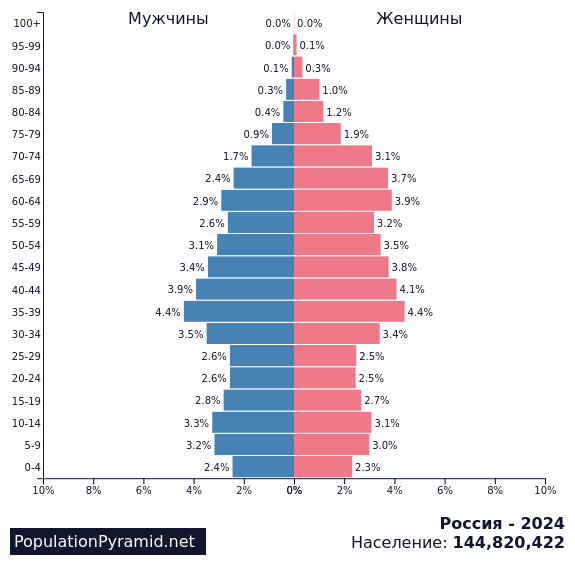 Мужчины Женщины
100+ 0.0% 0.0%
95-99 0.0% 0.1%
90-94 0.1% 0.3%
85-89 0.3% 1.0%
80-84 0.4% 1.2%
75-79 0.9% 1.9%
70-74 1.7% 3.1%
65-69 2.4% 3.7%
60-64 2.9% 3.9%
55-59 2.6% 3.2%
50-54 3.1% 3.5%
45-49 3.4% 3.8%
40-44 3.9% 4.1%
35-39 4.4% 4.4%
30-34 3.5% 3.4%
25-29 2.6% 2.5%
20-24 2.6% 2.5%
15-19 2.8% 2.7%
10-14 3.3% 3.1%
5-9 3.2% 3.0%
0-4 2.4% 2.3%
10% 8% 6% 4% 2% 0% 2% 4% 6% 8% 10%
Россия - 2024
PopulationPyramid.net
Население: 144,820,422